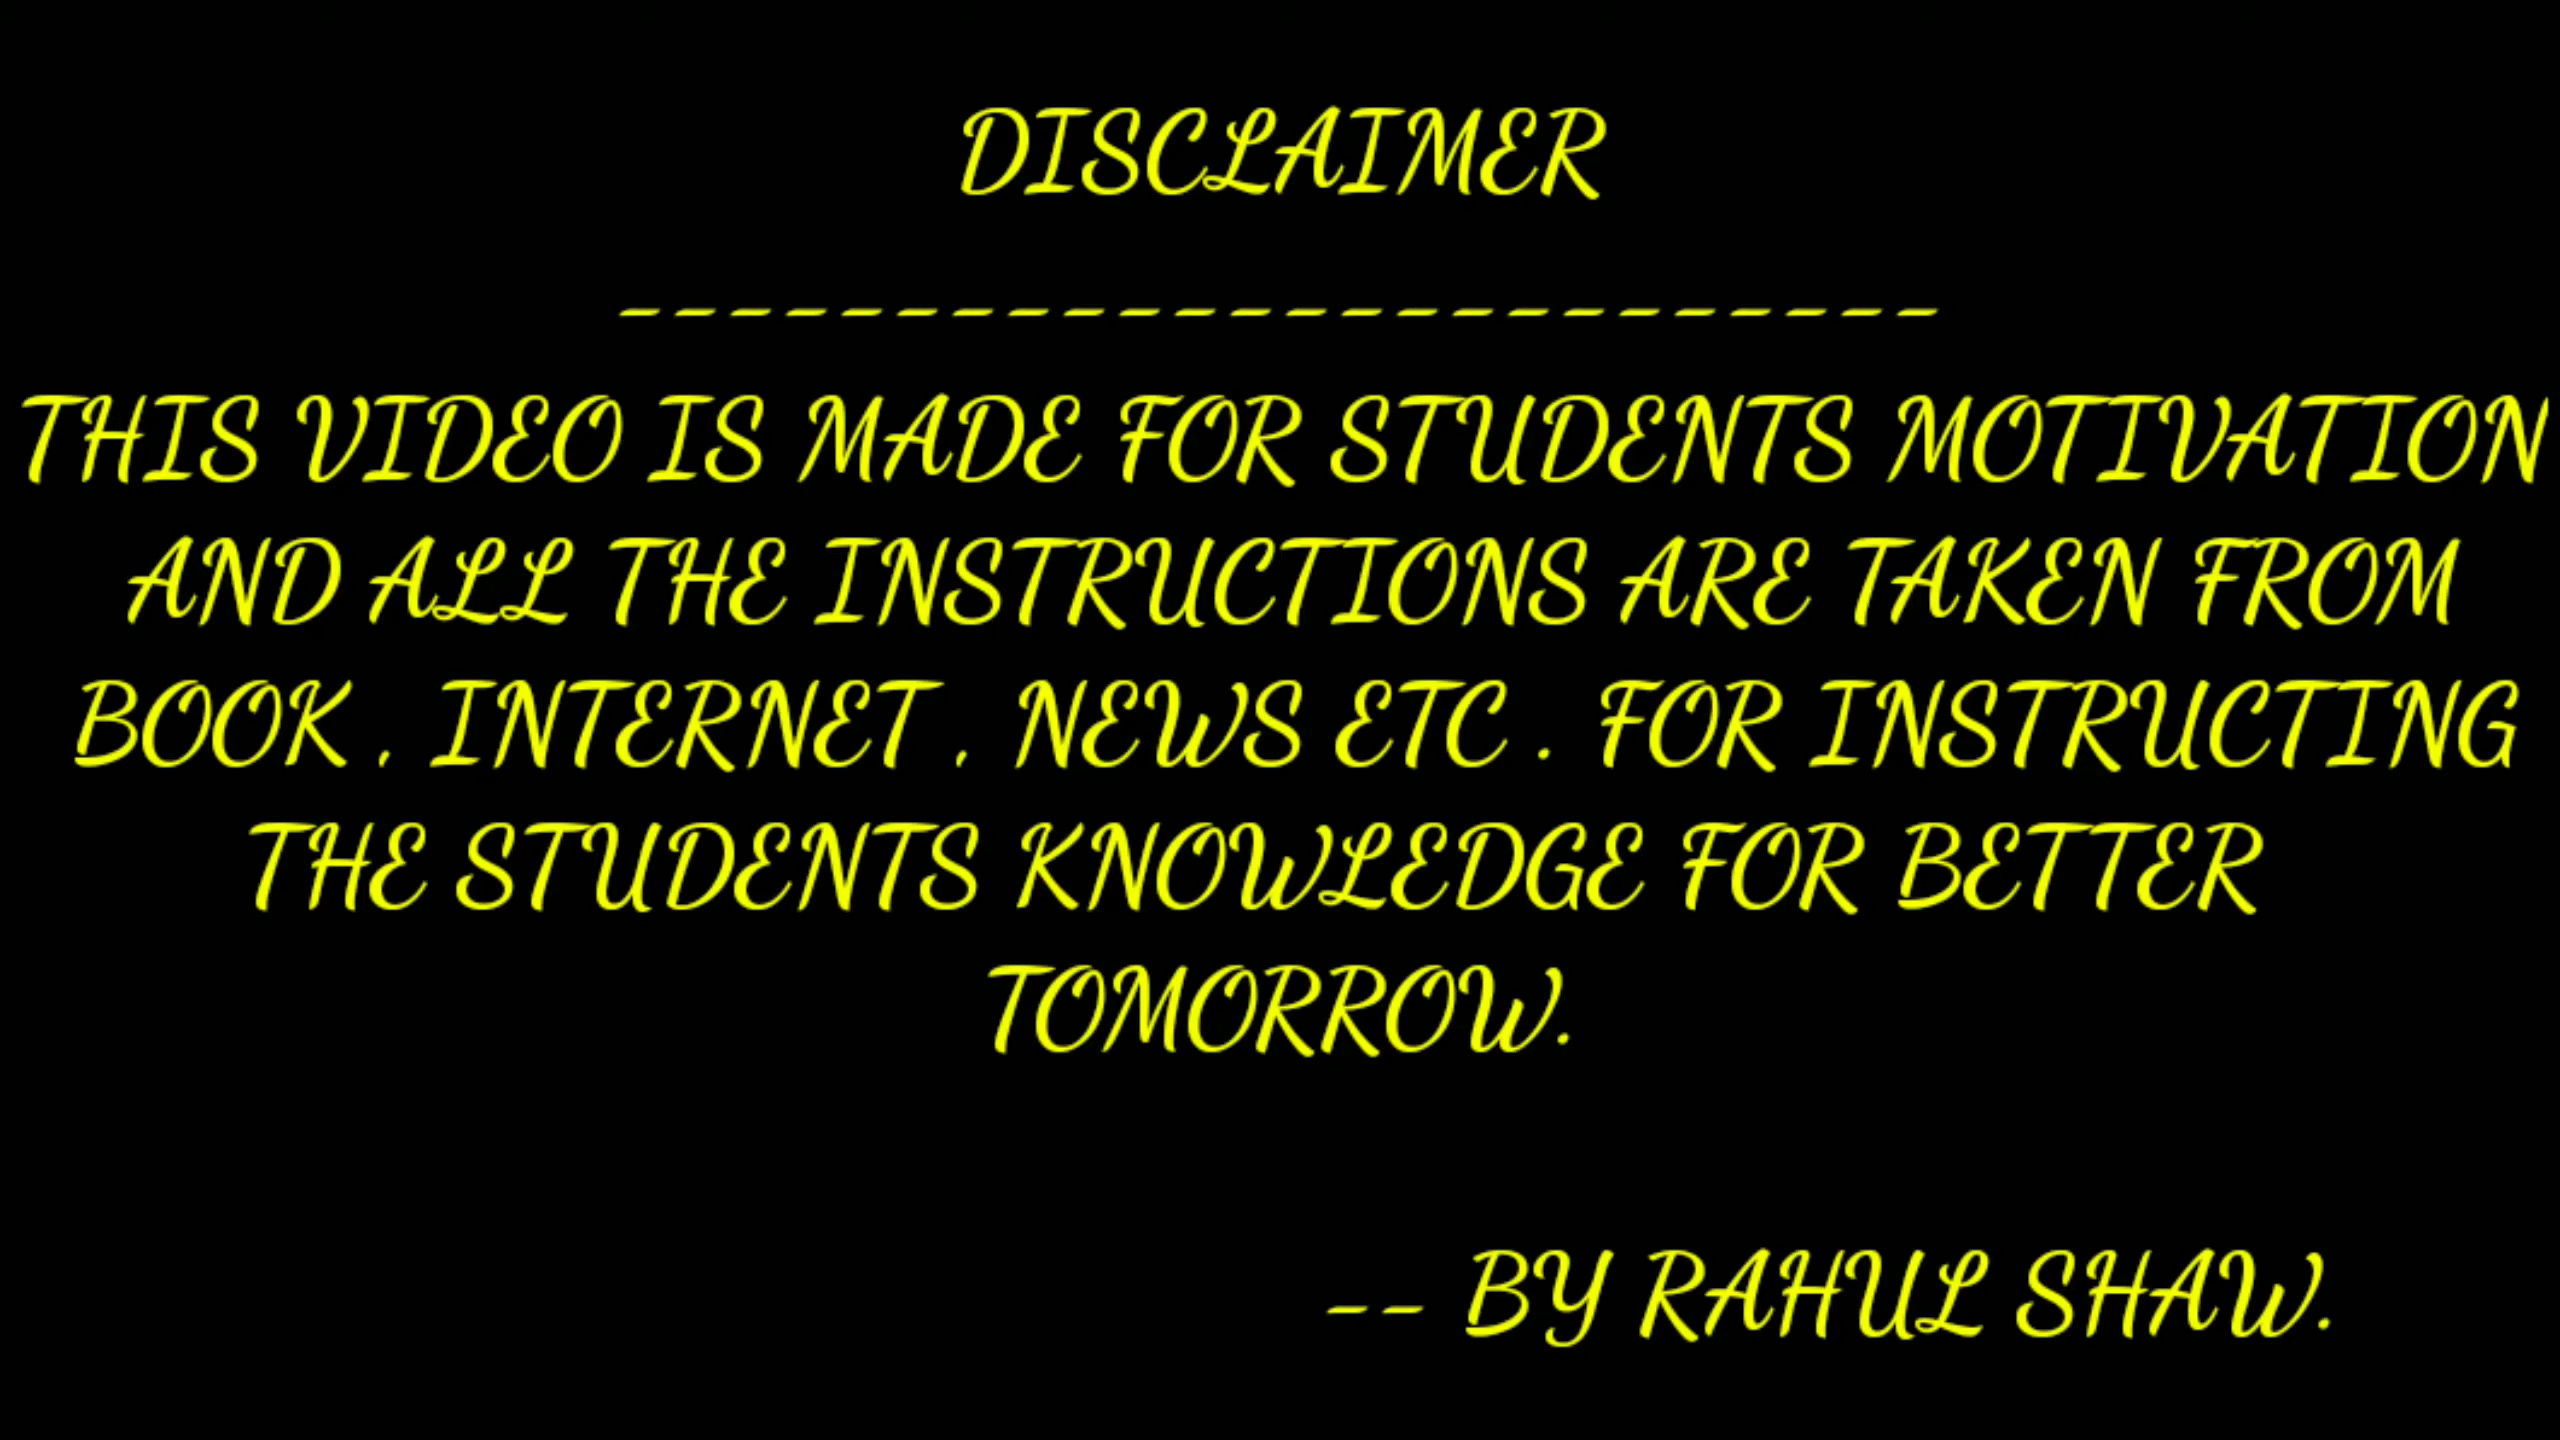 DISCLAIMER
------------------------
THIS VIDEO IS MADE FOR STUDENTS MOTIVATION
AND ALL THE INSTRUCTIONS ARE TAKEN FROM
BOOK , INTERNET , NEWS ETC . FOR INSTRUCTING
THE STUDENTS KNOWLEDGE FOR BETTER
TOMORROW.
-- BY RAHUL SHAW.